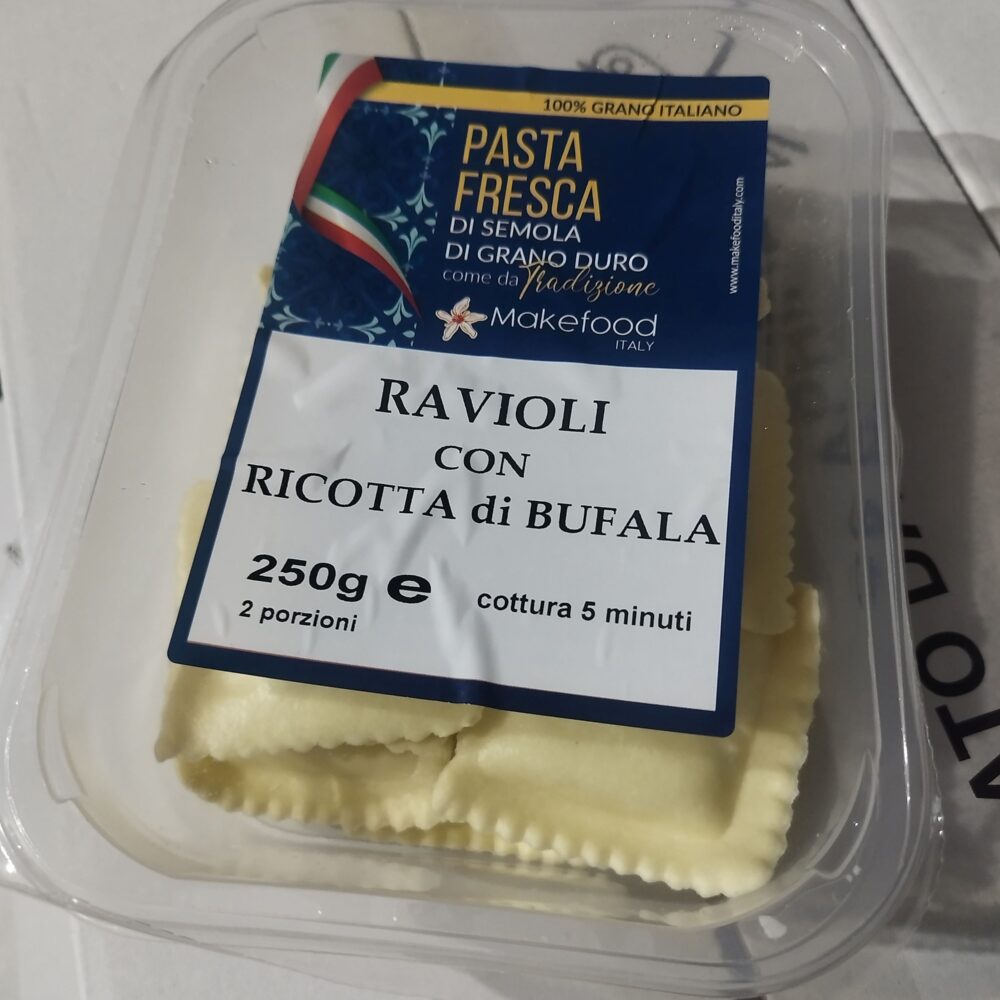 100% GRANO ITALIANO
PASTA
FRESCA
DI SEMOLA
DI GRANO DURO
come da Tradizione
Makefood
ITALY
www.makefooditaly.com
RAVIOLI
CON
RICOTTA di BUFALA
250g e
2 porzioni
cottura 5 minuti